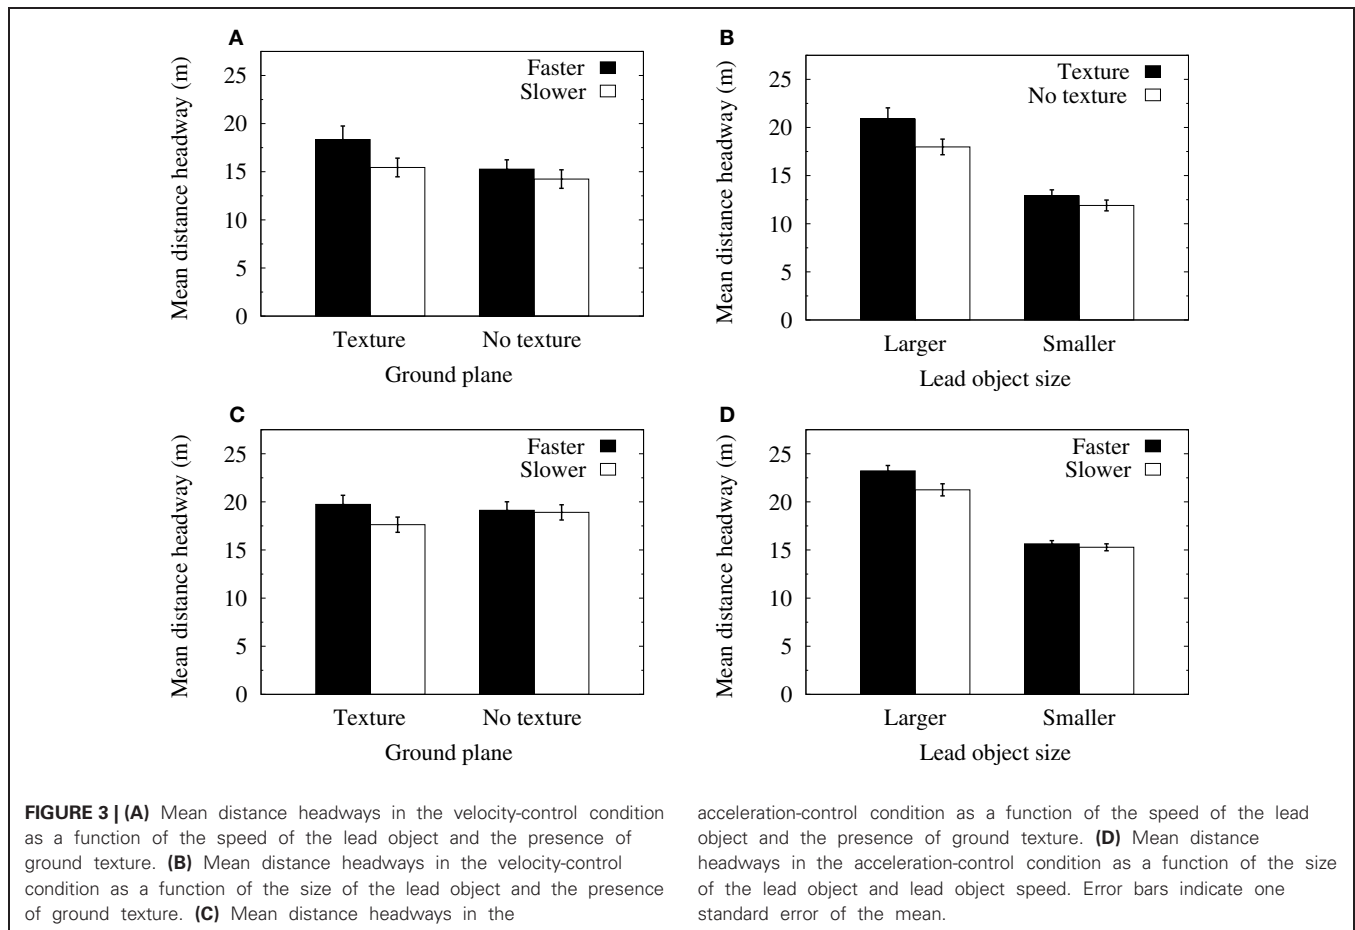 A
Mean distance headway (m)
25
20
15
10
5
0
Faster
Slower
Texture No texture
Ground plane
B
Mean distance headway (m)
25
20
15
10
5
0
Texture
No texture
Larger Smaller
Lead object size
C
Mean distance headway (m)
25
20
15
10
5
0
Faster
Slower
Texture No texture
Ground plane
D
Mean distance headway (m)
25
20
15
10
5
0
Faster
Slower
Larger Smaller
Lead object size
FIGURE 3 | (A) Mean distance headways in the velocity-control condition
as a function of the speed of the lead object and the presence of
ground texture. (B) Mean distance headways in the velocity-control
condition as a function of the size of the lead object and the presence
of ground texture. (C) Mean distance headways in the
acceleration-control condition as a function of the speed of the lead
object and the presence of ground texture. (D) Mean distance
headways in the acceleration-control condition as a function of the size
of the lead object and lead object speed. Error bars indicate one
standard error of the mean.